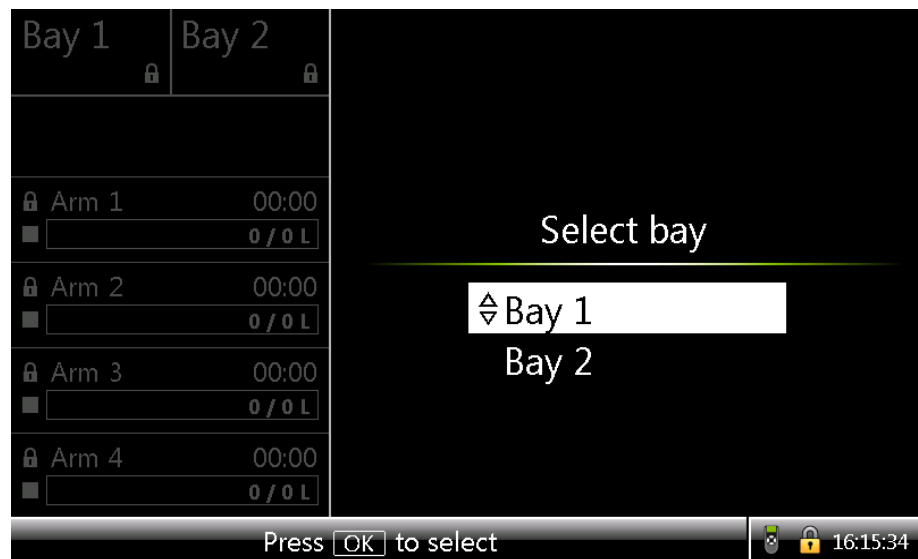 Bay 1
Bay 2
Arm 1 00:00
0 / 0 L
Arm 2 00:00
0 / 0 L
Arm 3 00:00
0 / 0 L
Arm 4 00:00
0 / 0 L
Select bay
Bay 1
Bay 2
Press OK to select
16:15:34